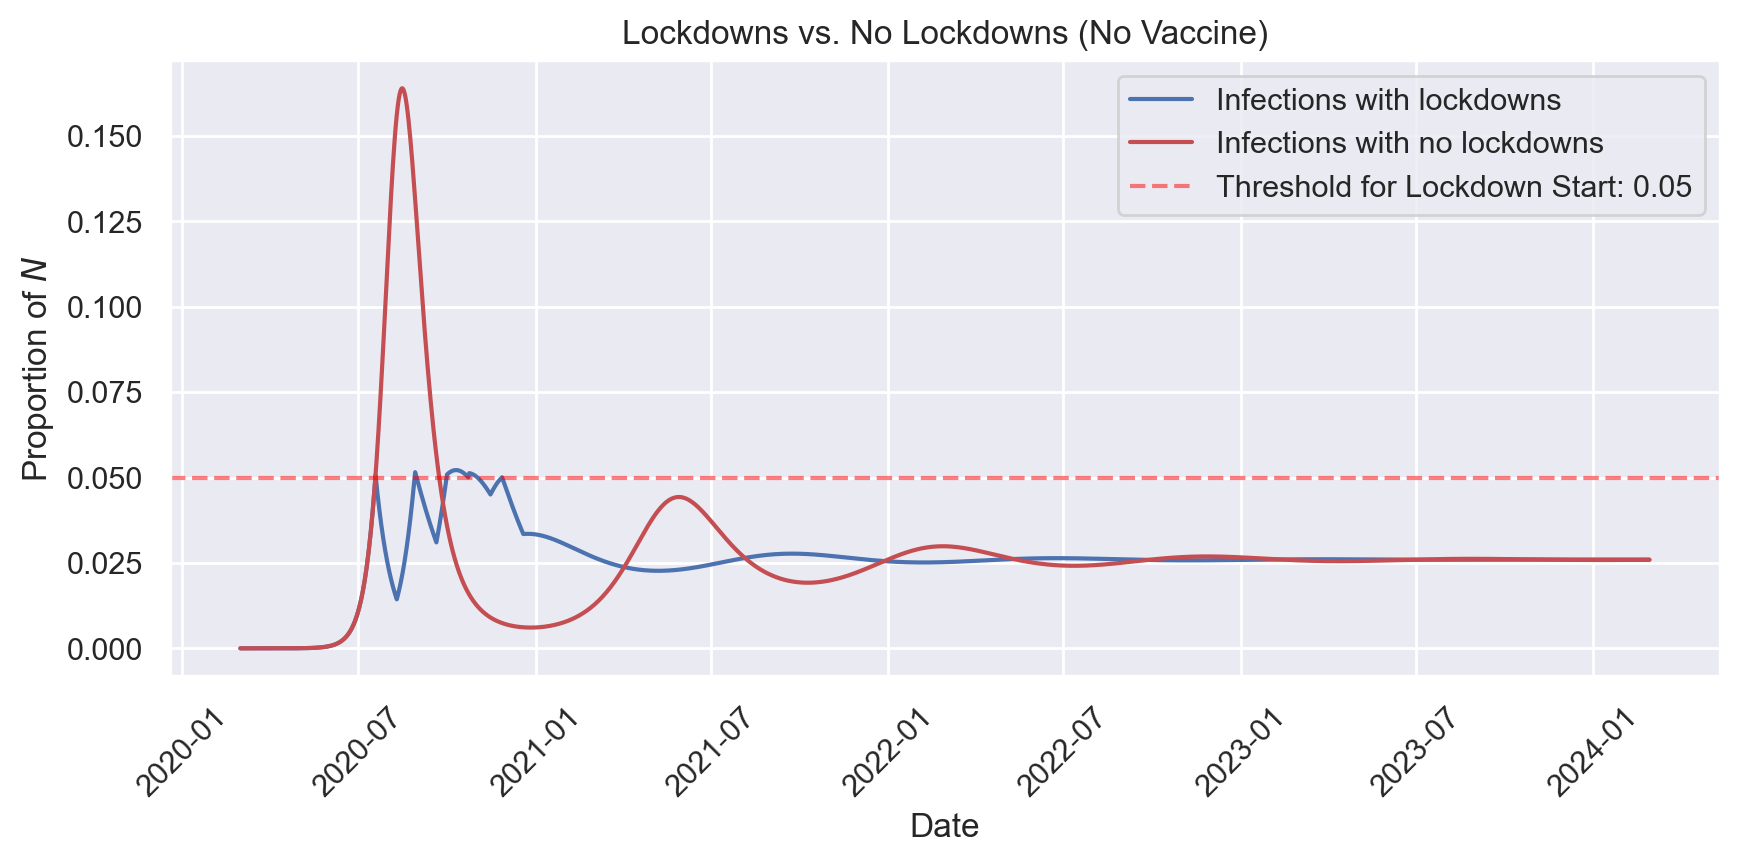 Lockdowns vs. No Lockdowns (No Vaccine)
Infections with lockdowns
Infections with no lockdowns
Threshold for Lockdown Start: 0.05
Proportion of N
0.150
0.125
0.100
0.075
0.050
0.025
0.000
2020-01
2020-07
2021-01
2021-07
2022-01
2022-07
2023-01
2023-07
2024-01
Date